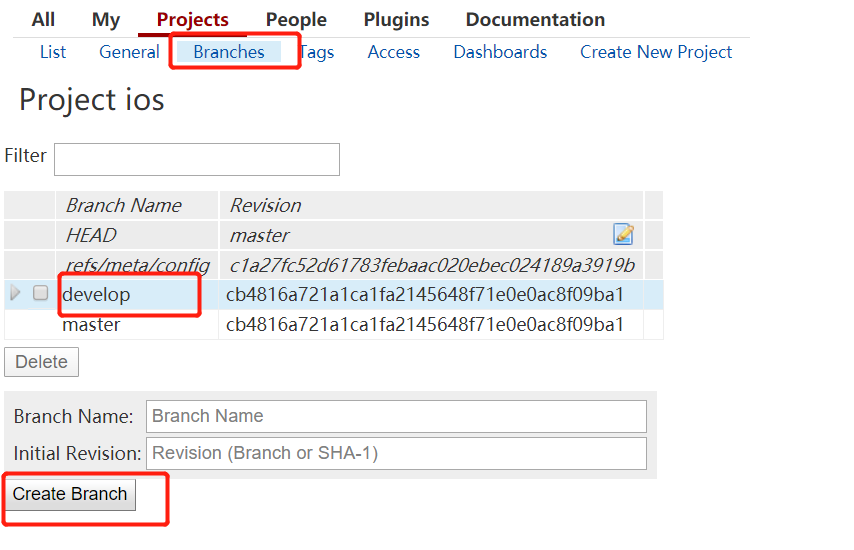 All My Projects People Plugins Documentation
List General Branches Tags Access Dashboards Create New Project
Project ios
Filter
Branch Name Revision
HEAD master
refs/meta/config c1a27fc52d61783febaac020ebec024189a3919b
develop cb4816a721a1ca1fa2145648f71e0e0ac8f09ba1
master cb4816a721a1ca1fa2145648f71e0e0ac8f09ba1
Delete
Branch Name: Branch Name
Initial Revision: Revision (Branch or SHA-1)
Create Branch